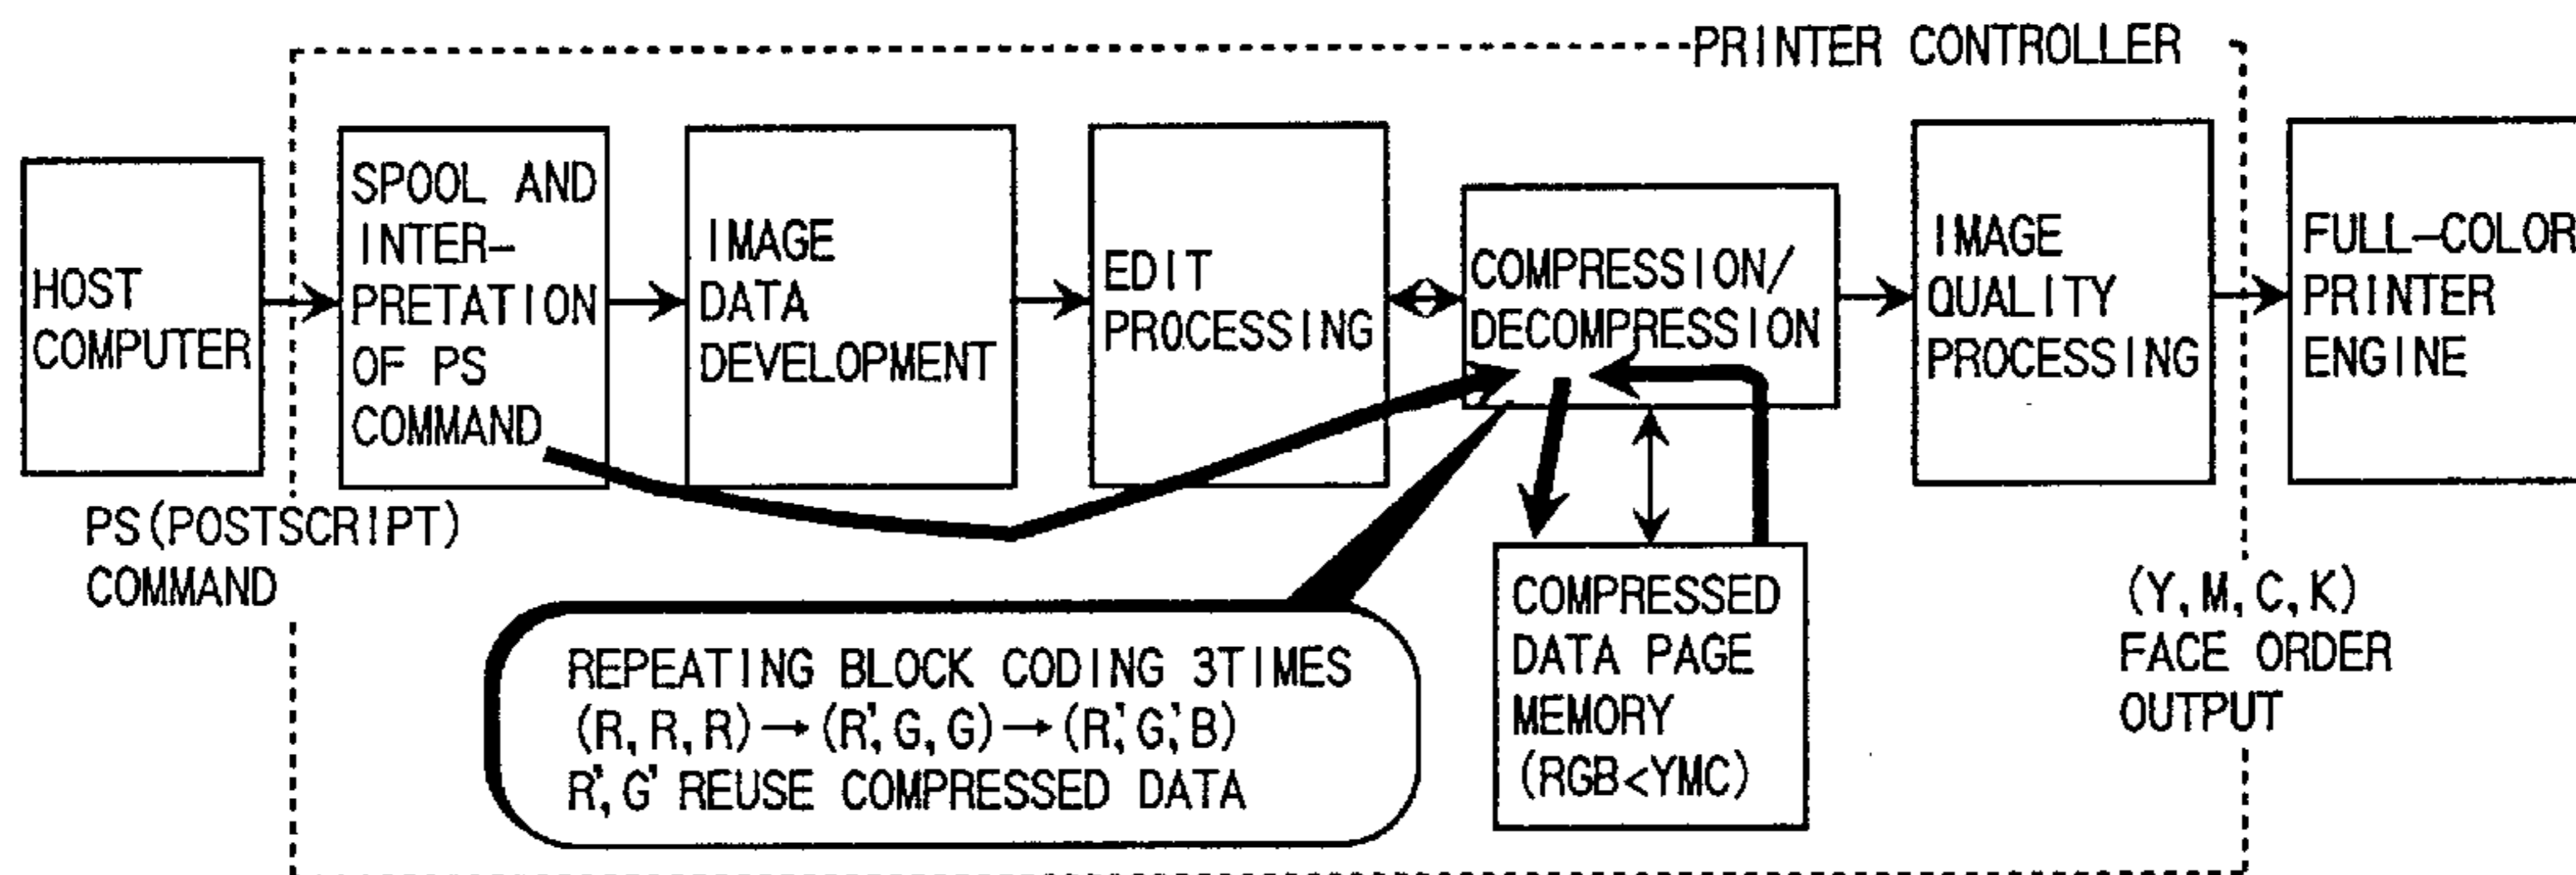 PRINTER CONTROLLER
HOST
COMPUTER
SPOOL AND
INTER-
PRETATION
OF PS
COMMAND
IMAGE
DATA
DEVELOPMENT
EDIT
PROCESSING
COMPRESSION/
DECOMPRESSION
IMAGE
QUALITY
PROCESSING
FULL-COLOR
PRINTER
ENGINE
PS(POSTSCRIPT)
COMMAND
REPEATING BLOCK CODING 3TIMES
(R, R, R)→(R', G, G)→(R', G', B)
R', G' REUSE COMPRESSED DATA
COMPRESSED
DATA PAGE
MEMORY
(RGB<YMC)
(Y, M, C, K)
FACE ORDER
OUTPUT